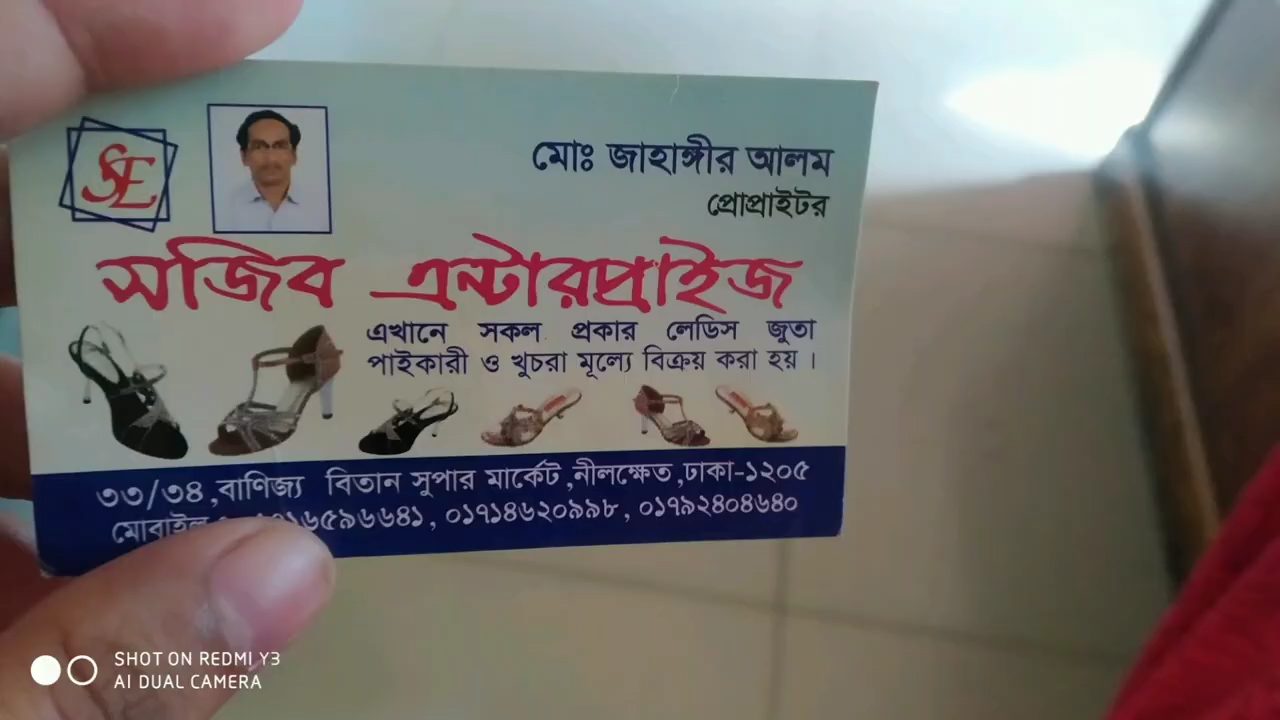 SE
মোঃ জাহাঙ্গীর আলম
প্রোপ্রাইটর
সজিব এন্টারপ্রাইজ
এখানে সকল প্রকার লেডিস জুতা
পাইকারী ও খুচরা মূল্যে বিক্রয় করা হয় ।
৩৩/৩৪,বাণিজ্য বিতান সুপার মার্কেট,নীলক্ষেত,ঢাকা-১২০৫
মোবাইল ০১৭১৪৬২০৯৯৮, ০১৭৯২৪০৪৬৪০
SHOT ON REDMI Y3
AI DUAL CAMERA